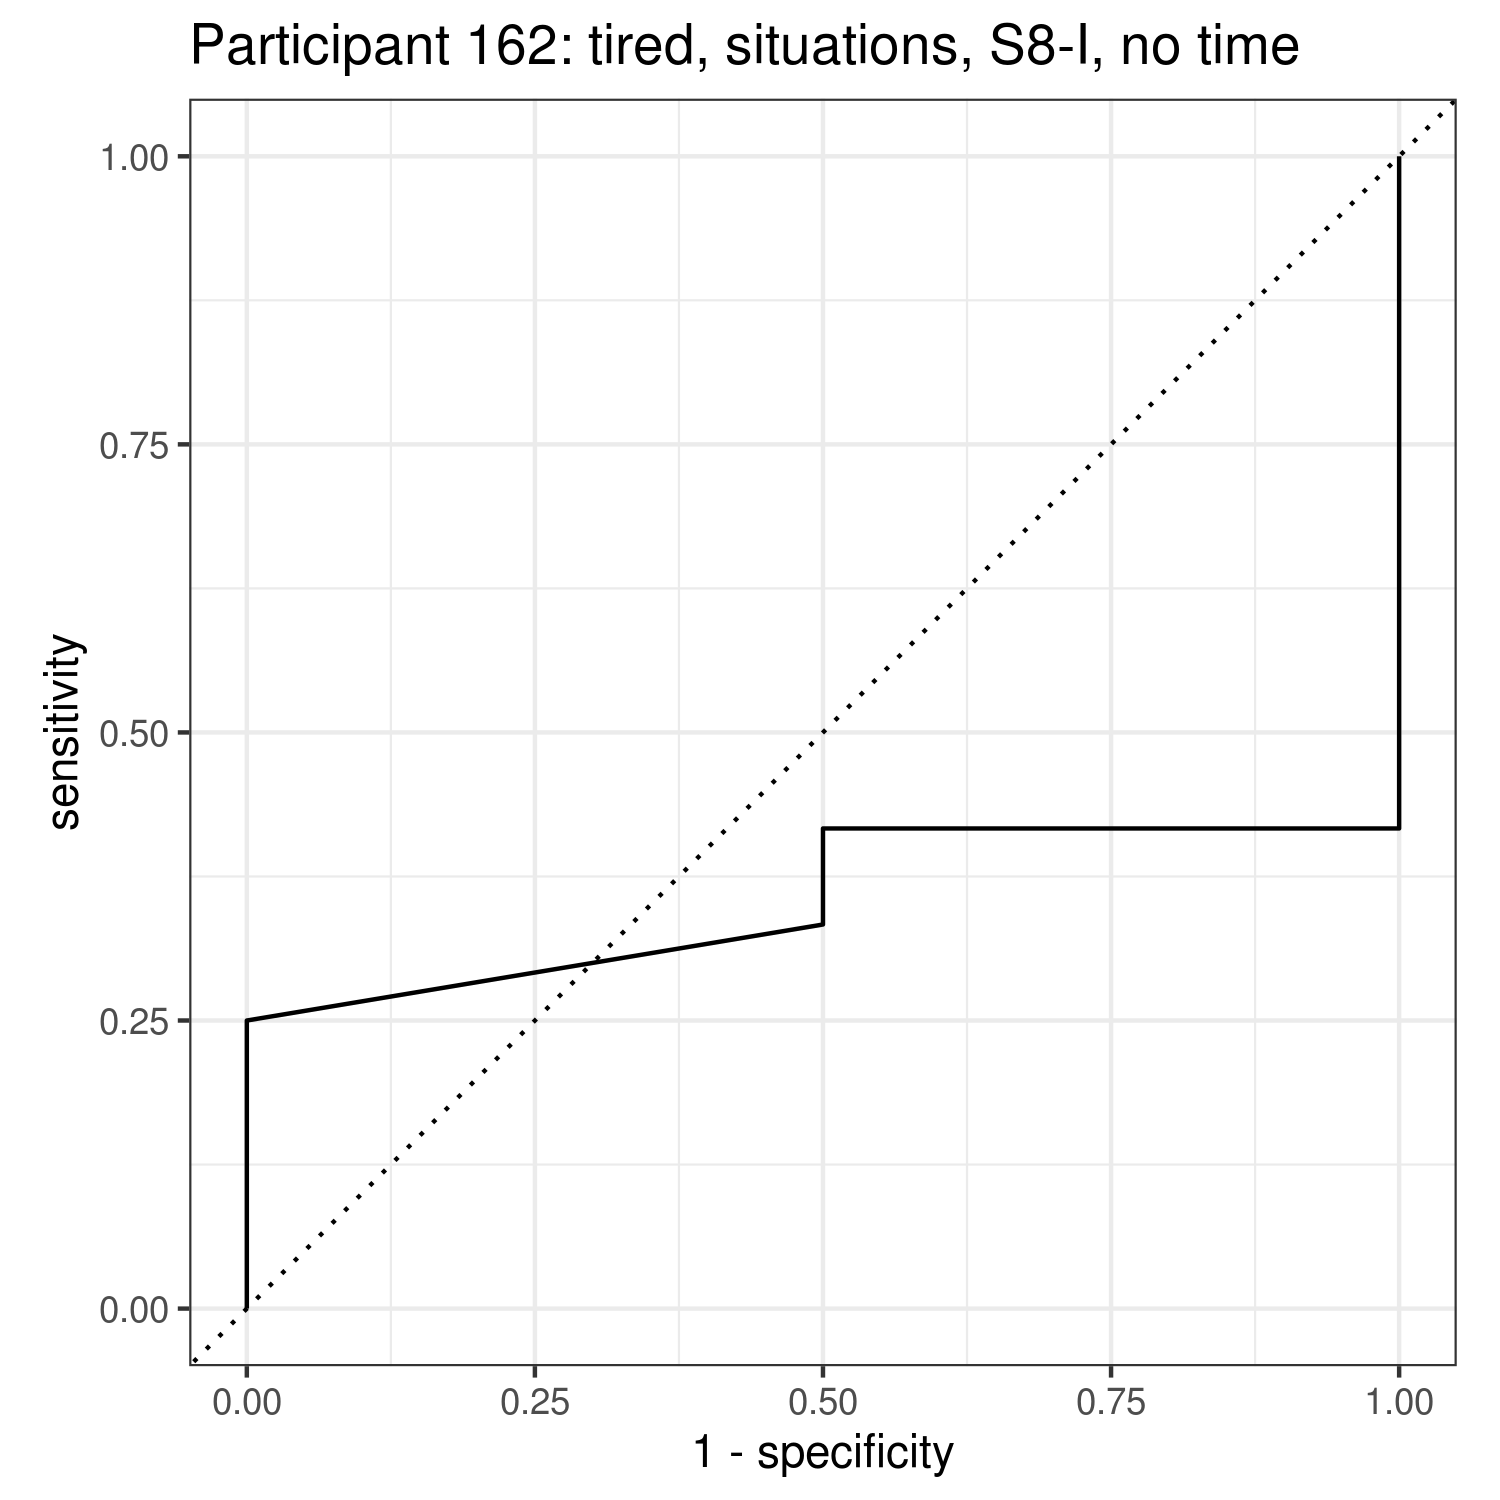 Participant 162: tired, situations, S8-I, no time
1.00
0.75
0.50
0.25
0.00
sensitivity
0.00 0.25 0.50 0.75 1.00
1 - specificity